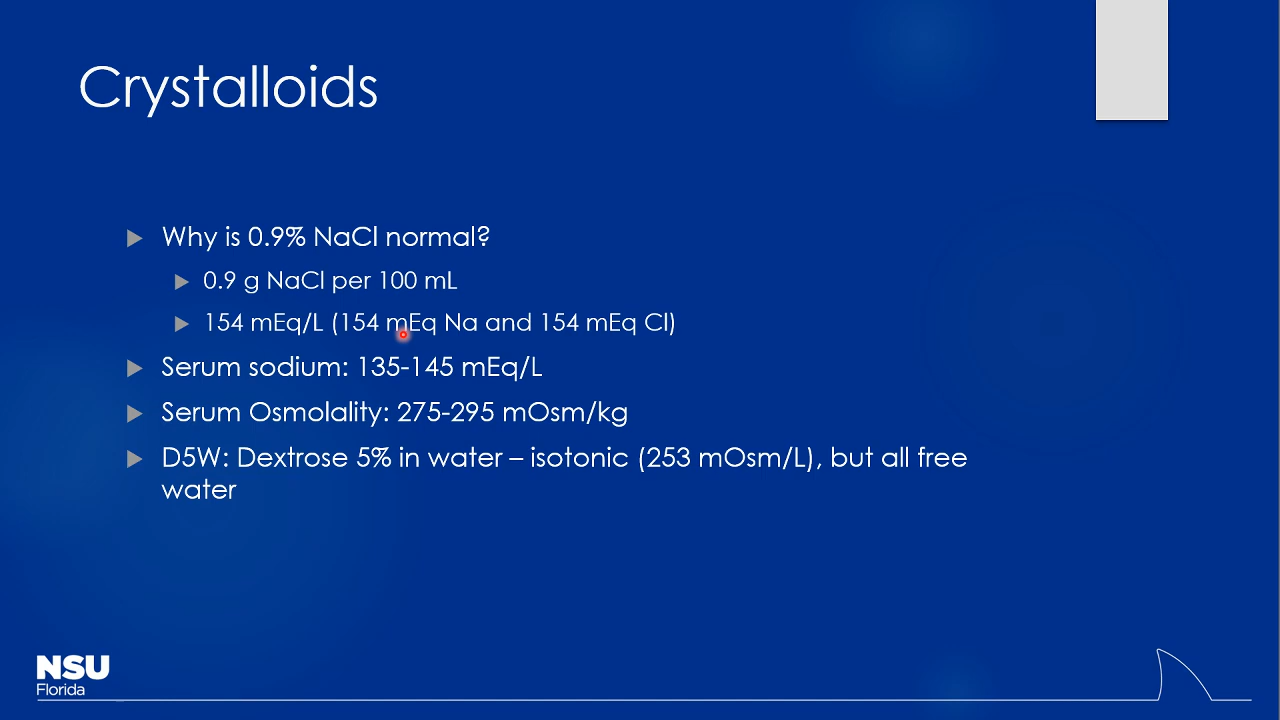 Crystalloids
Why is 0.9% NaCl normal?
0.9 g NaCl per 100 mL
154 mEq/L (154 mEq Na and 154 mEq Cl)
Serum sodium: 135-145 mEq/L
Serum Osmolality: 275-295 mOsm/kg
D5W: Dextrose 5% in water – isotonic (253 mOsm/L), but all free
water
NSU
Florida